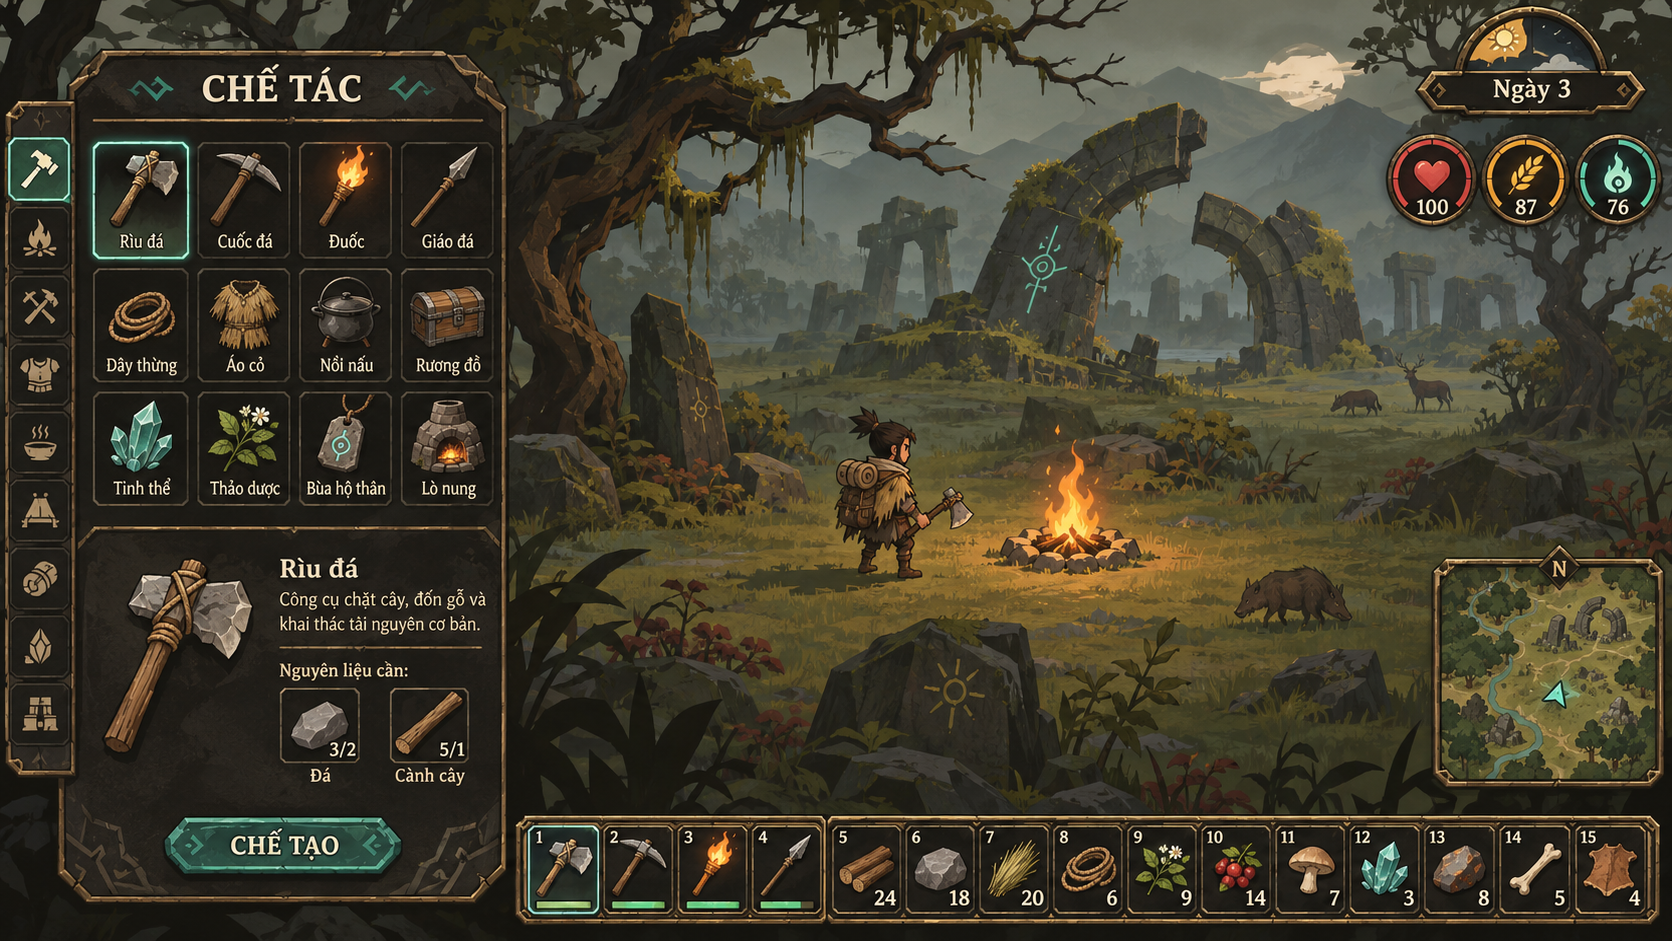 CHẾ TÁC
Rìu đá
Cuốc đá
Đuốc
Giáo đá
Dây thừng
Áo cỏ
Nồi nấu
Rương đồ
Tinh thể
Thảo dược
Bùa hộ thân
Lò nung
Rìu đá
Công cụ chặt cây, đốn gỗ và
khai thác tài nguyên cơ bản.
Nguyên liệu cần:
3/2
5/1
Đá
Cành cây
CHẾ TẠO
Ngày 3
100
87
76
N
1
2
3
4
5
24
6
18
7
20
8
6
9
9
10
14
11
7
12
3
13
8
14
5
15
4